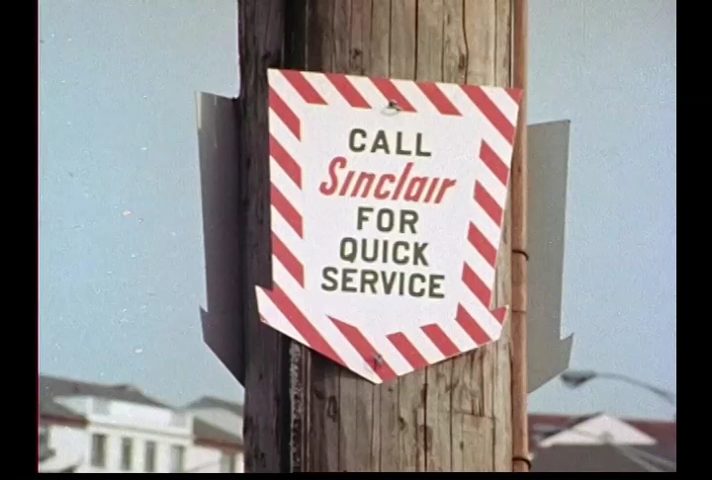 CALL
Sinclair
FOR
QUICK
SERVICE